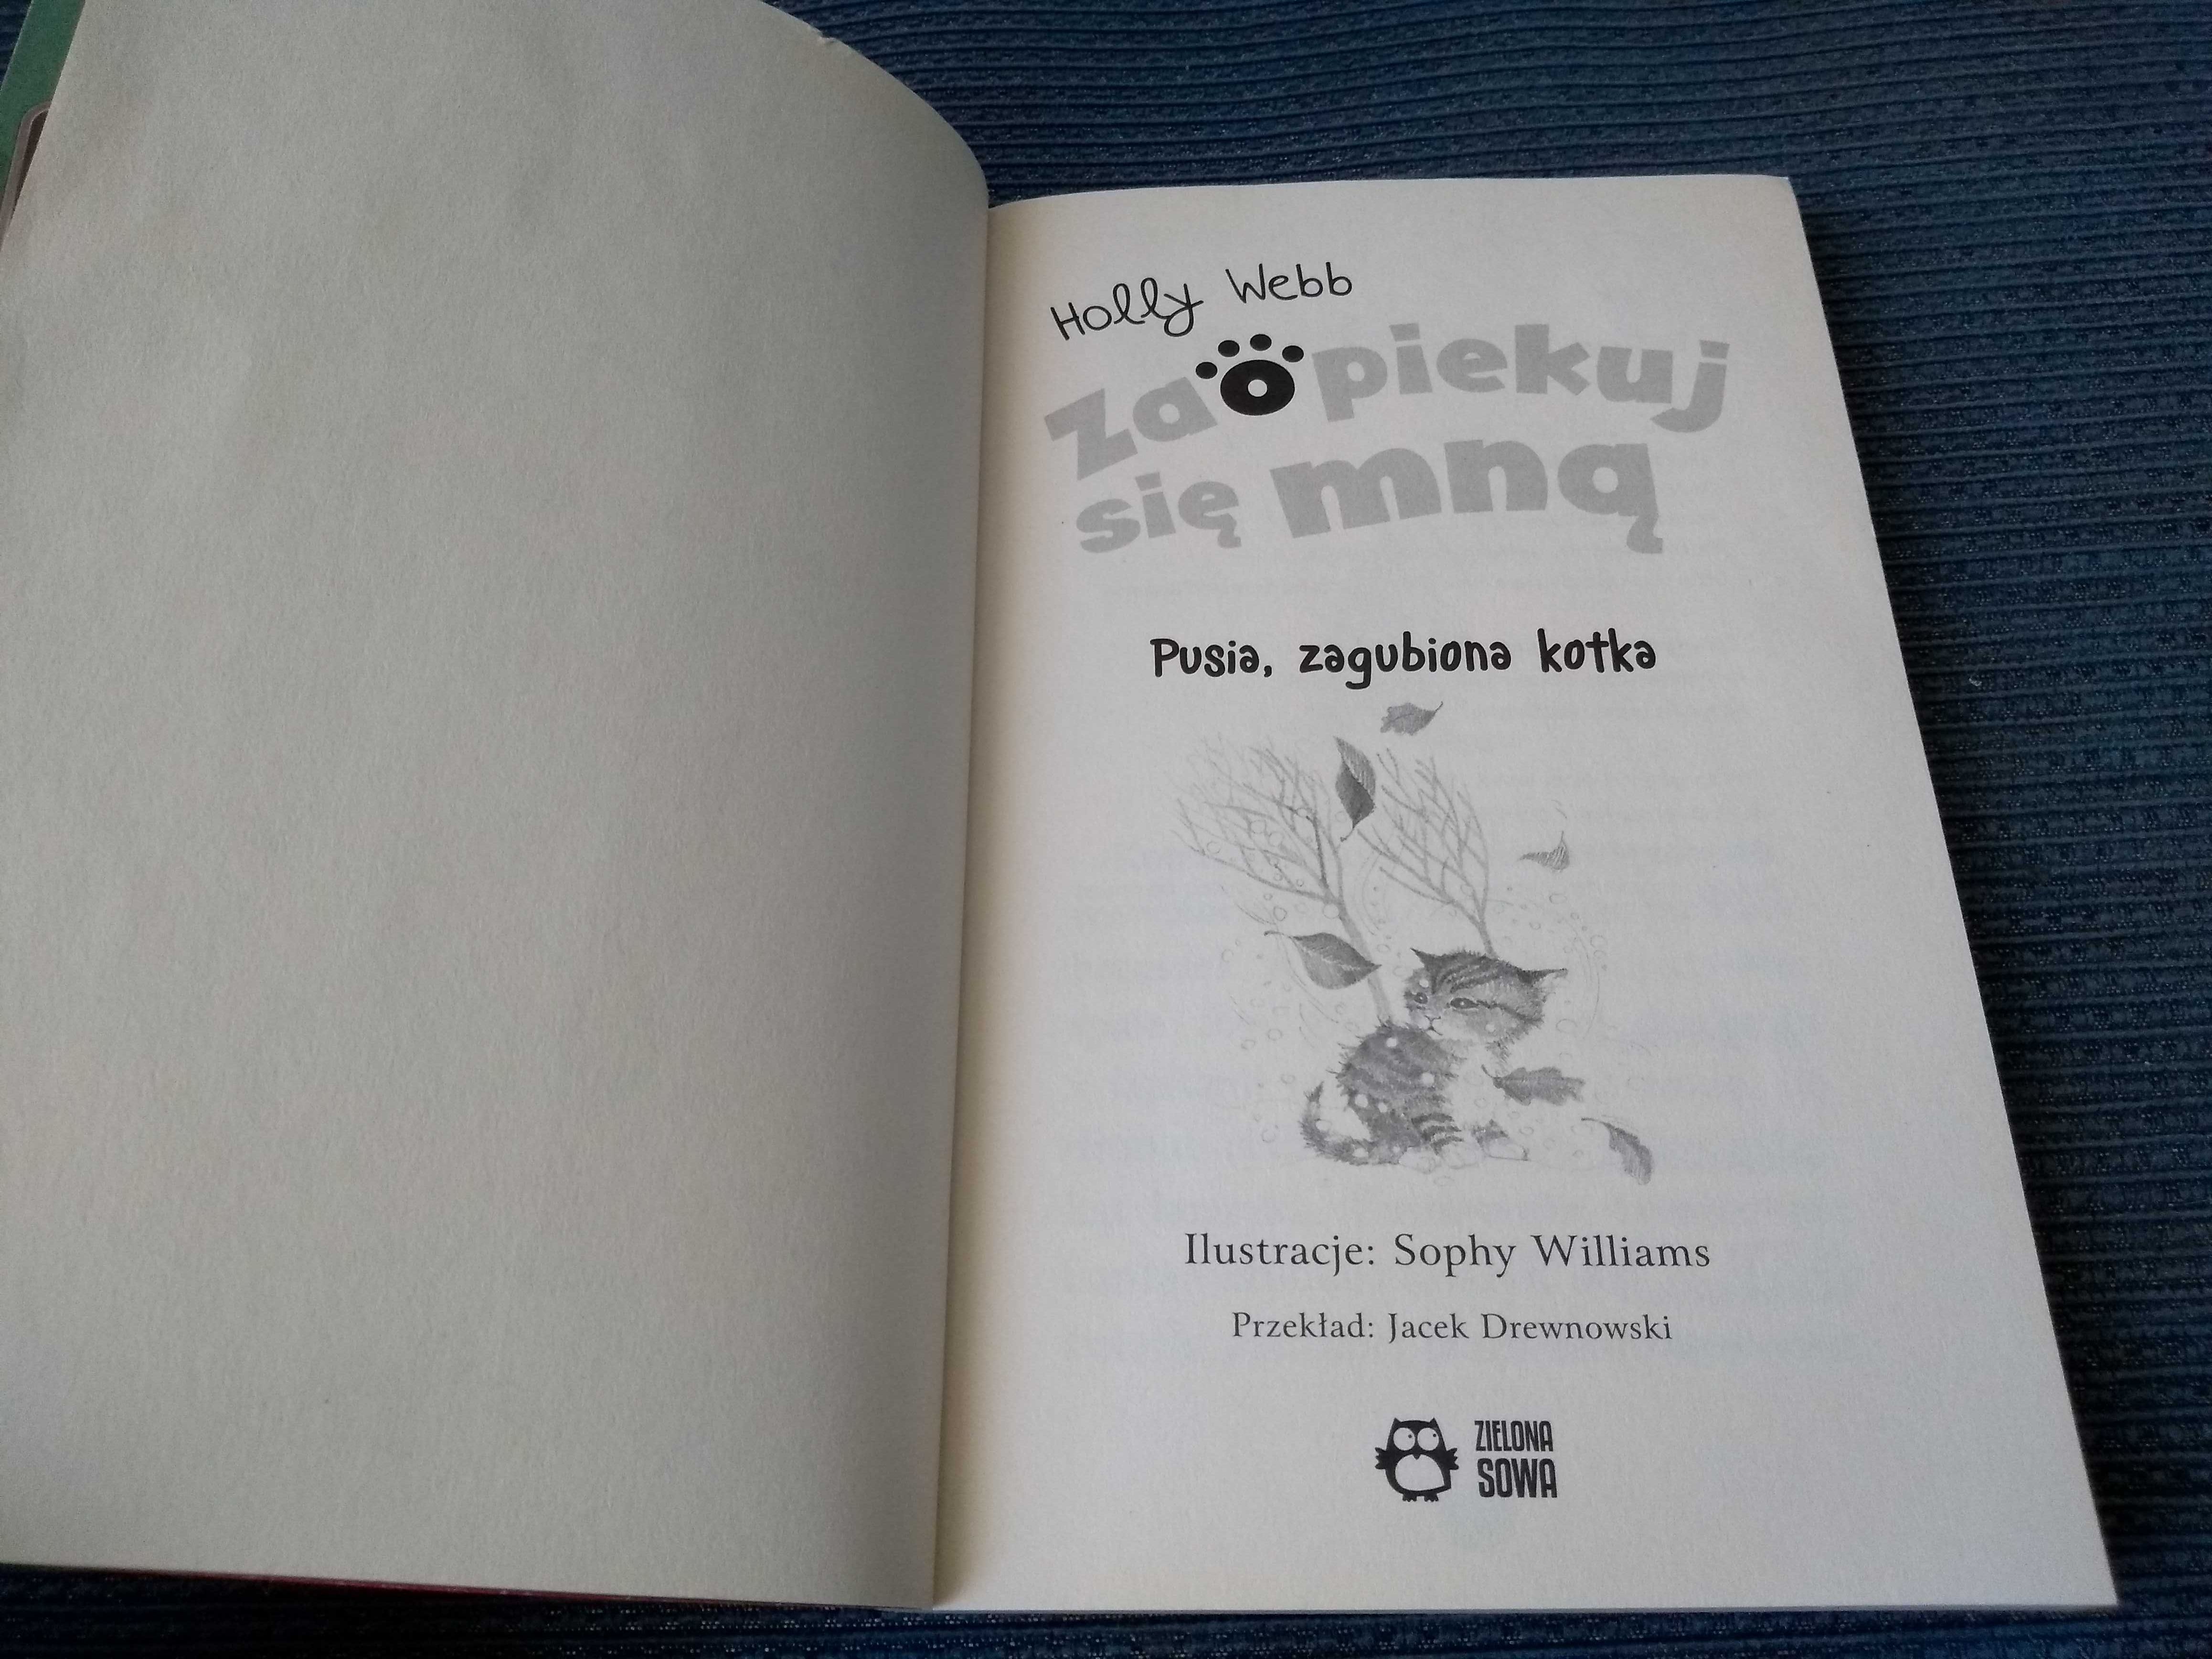 Holly Webb
Zaopiekuj
się mną
Pusia, zagubiona kotka
Ilustracje: Sophy Williams
Przekład: Jacek Drewnowski
ZIELONA
SOWA